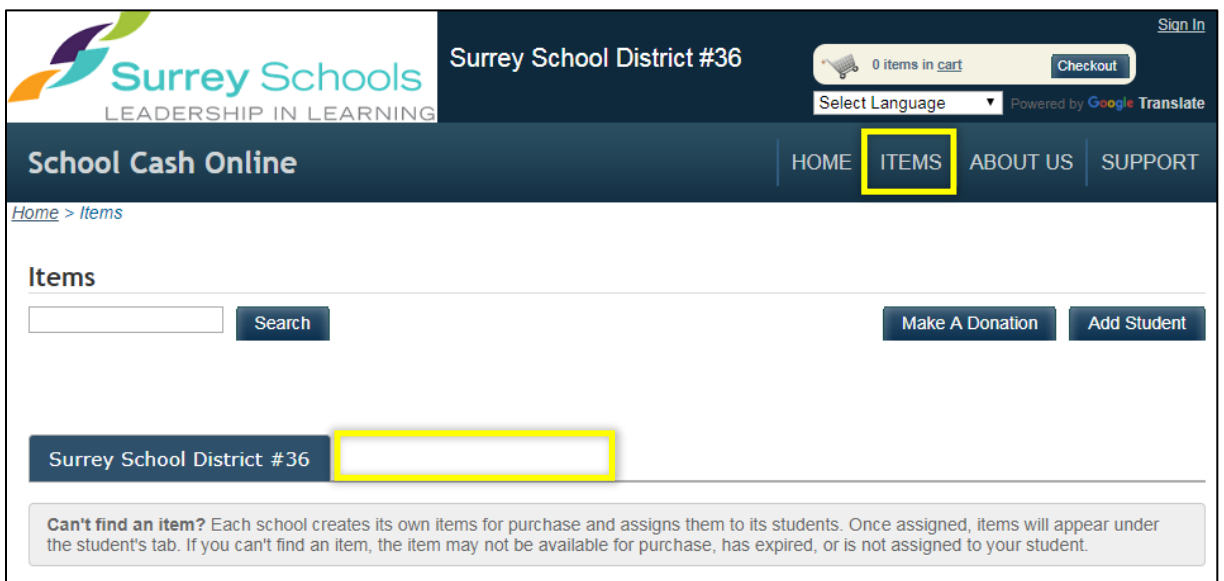 Sign In
Surrey Schools
LEADERSHIP IN LEARNING
Surrey School District #36
0 items in cart
Checkout
Select Language
Powered by Google Translate
School Cash Online
HOME ITEMS ABOUT US SUPPORT
Home > Items
Items
Search
Make A Donation
Add Student
Surrey School District #36
Can't find an item? Each school creates its own items for purchase and assigns them to its students. Once assigned, items will appear under
the student's tab. If you can't find an item, the item may not be available for purchase, has expired, or is not assigned to your student.